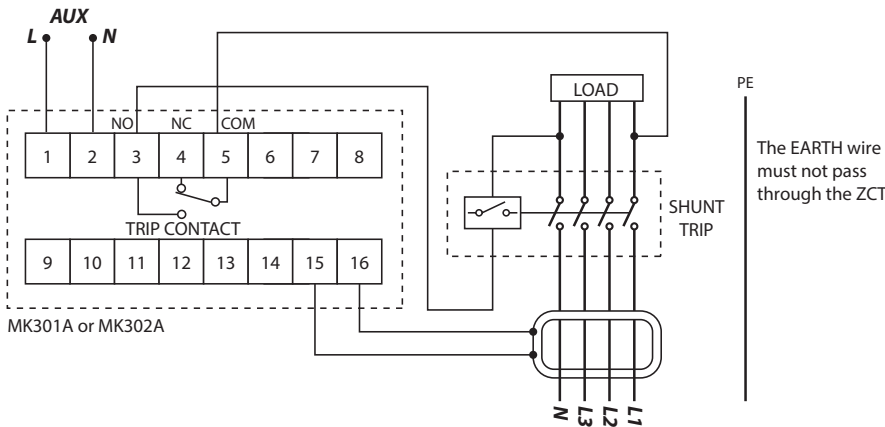 AUX
L N
NO NC COM
1 2 3 4 5 6 7 8
TRIP CONTACT
9 10 11 12 13 14 15 16
MK301A or MK302A
LOAD
SHUNT
TRIP
N L3 L2 L1
PE
The EARTH wire
must not pass
through the ZCT